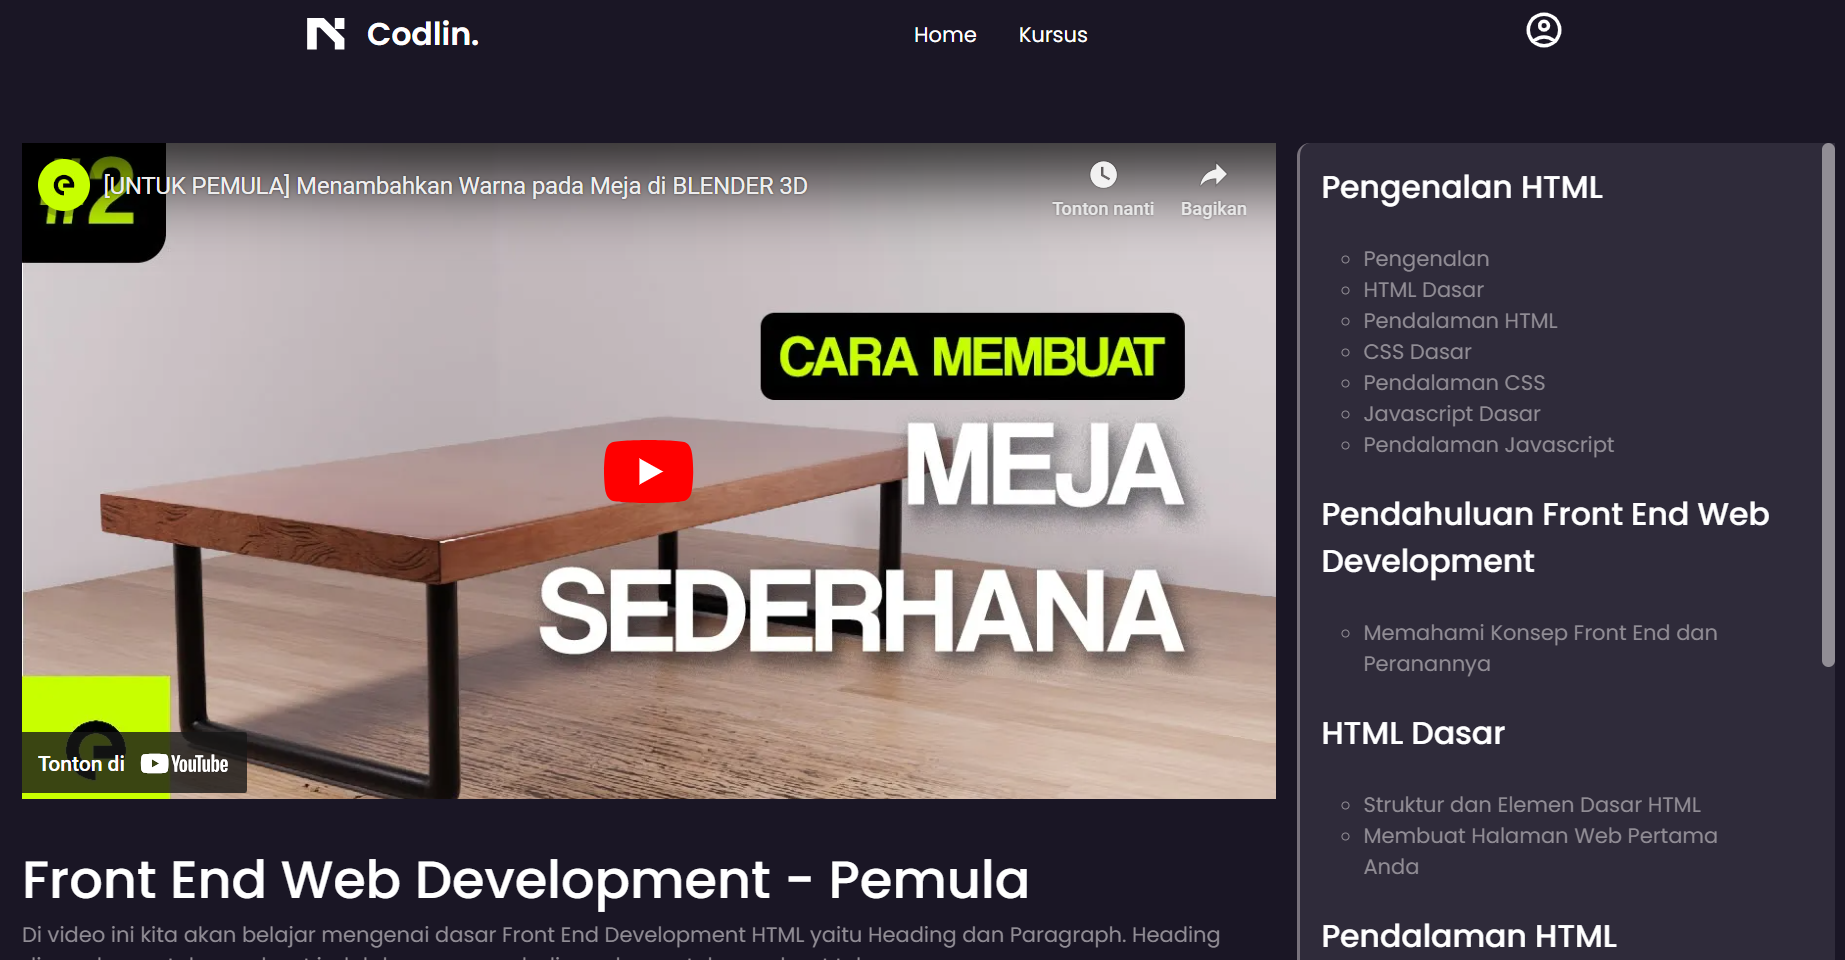 Codlin.
Home
Kursus
#2
[UNTUK PEMULA] Menambahkan Warna pada Meja di BLENDER 3D
Tonton nanti
Bagikan
CARA MEMBUAT
MEJA
SEDERHANA
Tonton di YouTube
Front End Web Development - Pemula
Di video ini kita akan belajar mengenai dasar Front End Development HTML yaitu Heading dan Paragraph. Heading
Pengenalan HTML
Pengenalan
HTML Dasar
Pendalaman HTML
CSS Dasar
Pendalaman CSS
Javascript Dasar
Pendalaman Javascript
Pendahuluan Front End Web
Development
Memahami Konsep Front End dan
Peranannya
HTML Dasar
Struktur dan Elemen Dasar HTML
Membuat Halaman Web Pertama
Anda
Pendalaman HTML